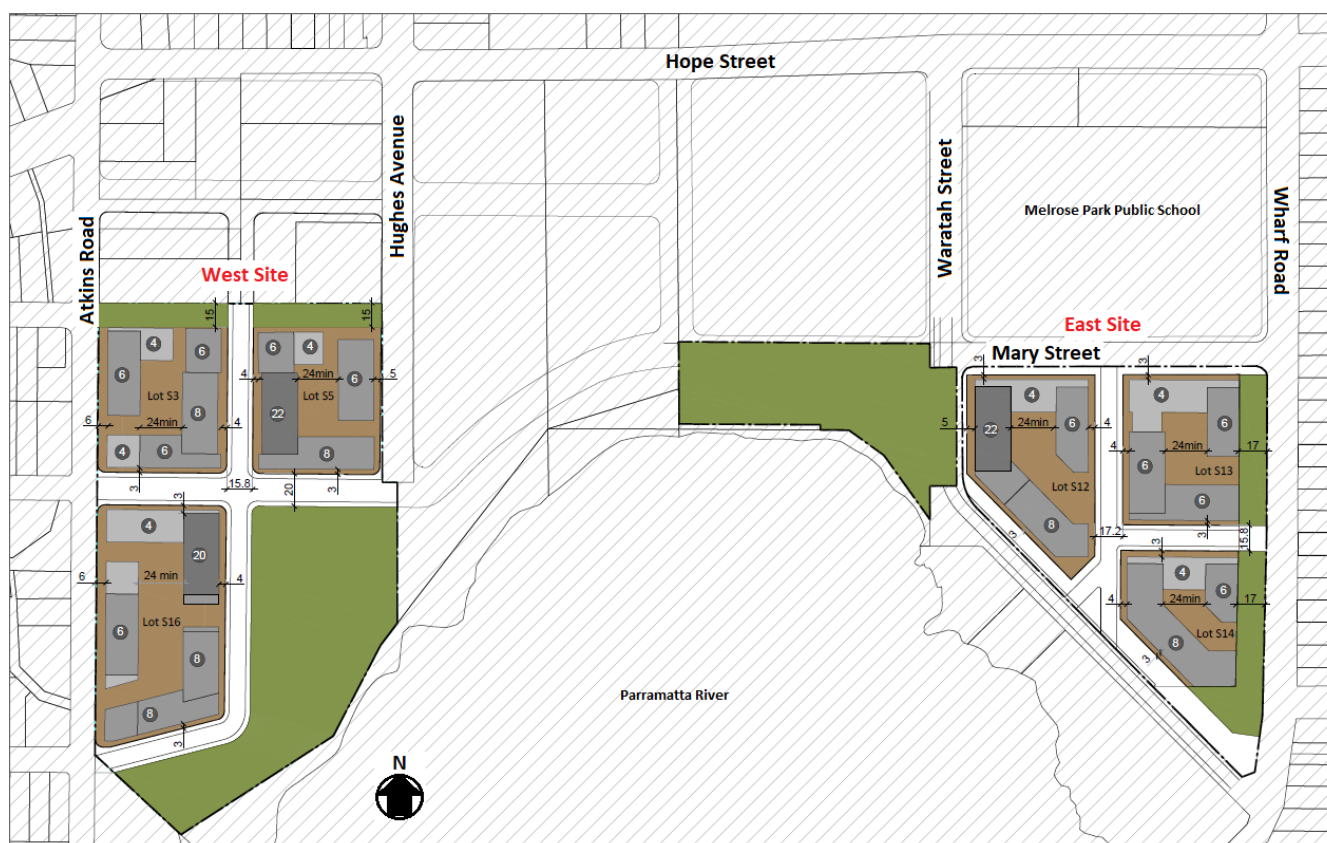 Hope Street
Hughes Avenue
Waratah Street
Melrose Park Public School
Wharf Road
Atkins Road
West Site
East Site
Mary Street
15
15
4
6
6
Lot S3
24min
8
6
4
4
6
3
6
4
4
24min
6
5
Lot S5
22
8
3
15.8
20
3
3
4
20
6
24 min
4
6
Lot S16
8
8
3
3
4
22
5
24min
6
4
Lot S12
8
3
17.2
3
4
4
24min
6
17
6
Lot S13
6
3
15.8
3
4
4
24min
6
17
8
Lot S14
3
Parramatta River
N